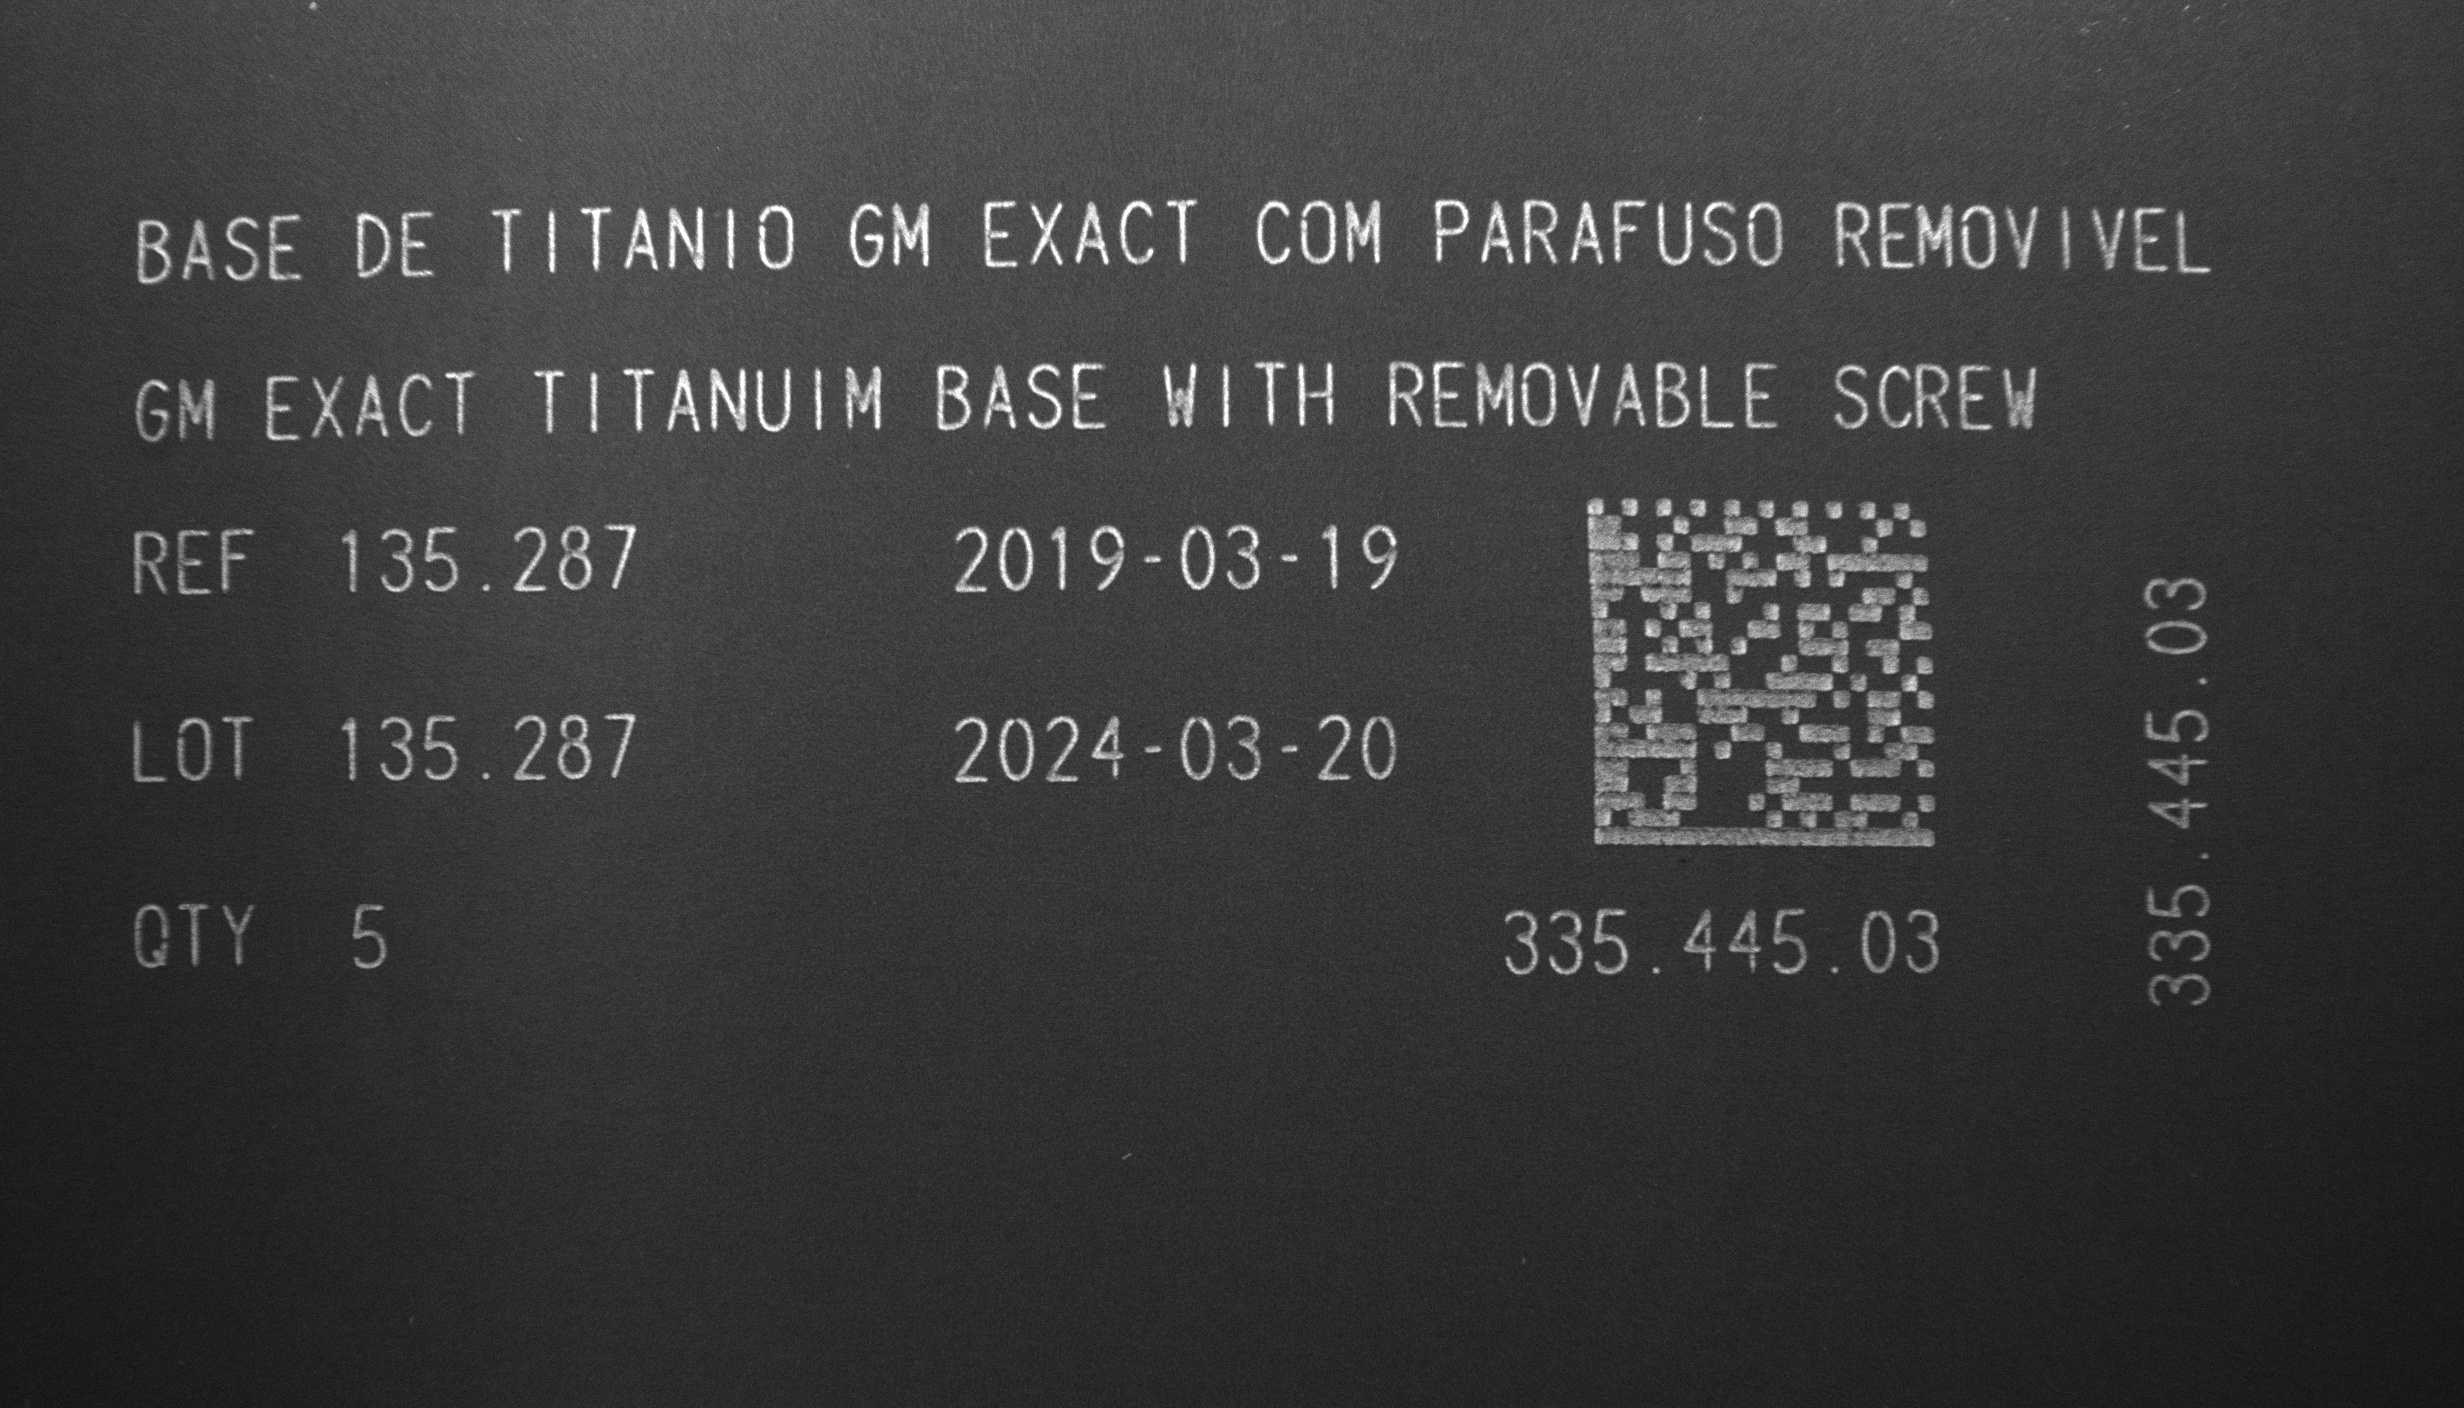 BASE DE TITANIO GM EXACT COM PARAFUSO REMOVIVEL
GM EXACT TITANUIM BASE WITH REMOVABLE SCREW
REF 135.287 2019-03-19
LOT 135.287 2024-03-20
QTY 5
335.445.03
335.445.03